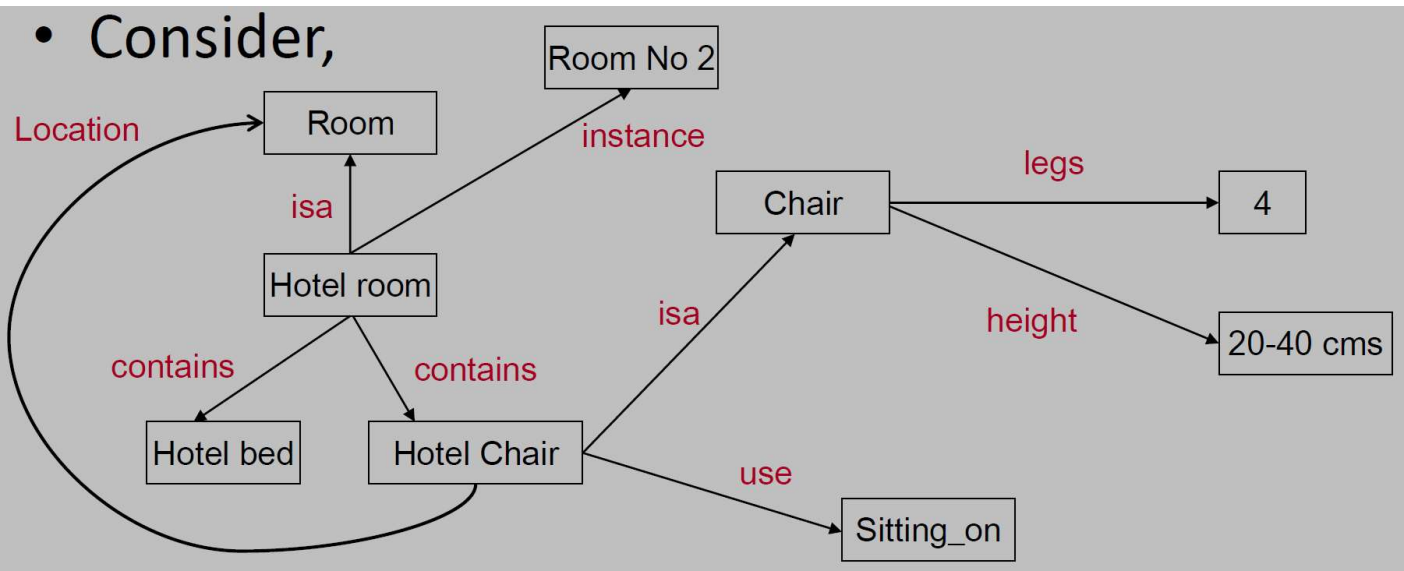 • Consider,
Room No 2
Location
Room
instance
legs
isa
Chair
4
Hotel room
isa
height
20-40 cms
contains
contains
Hotel bed
Hotel Chair
use
Sitting_on